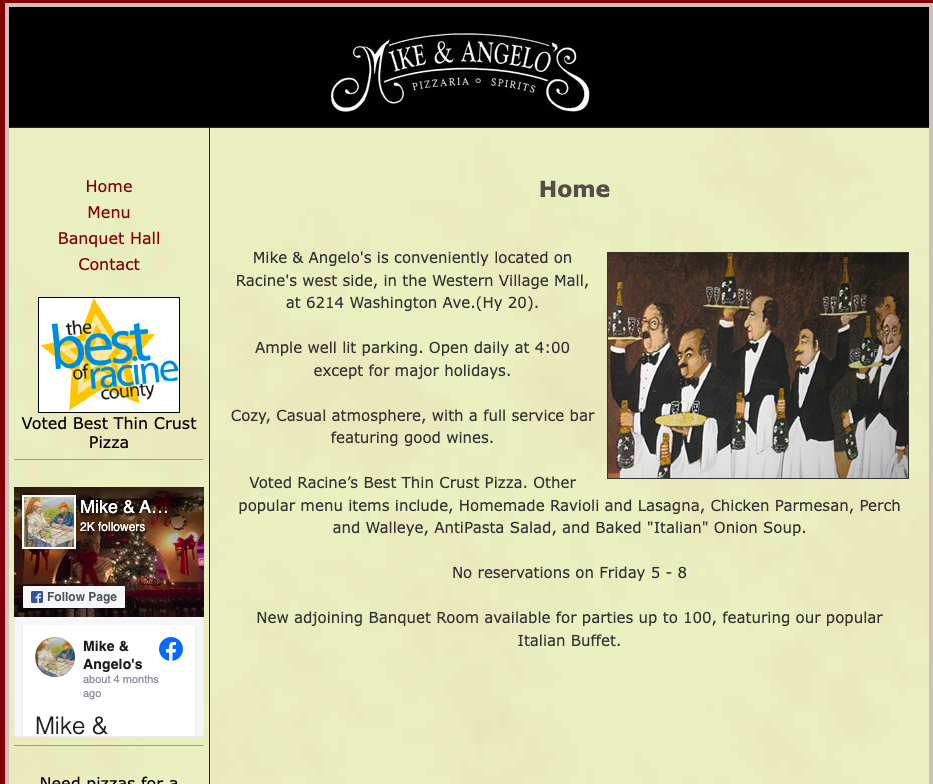 MIKE & ANGELO'S
PIZZARIA ○ SPIRITS
Home
Menu
Banquet Hall
Contact
the
best
of racine
county
Voted Best Thin Crust
Pizza
Mike & A...
2K followers
Follow Page
Mike &
Angelo's
about 4 months
ago
Mike &
Need pizzas for a
Home
Mike & Angelo's is conveniently located on
Racine's west side, in the Western Village Mall,
at 6214 Washington Ave.(Hy 20).
Ample well lit parking. Open daily at 4:00
except for major holidays.
Cozy, Casual atmosphere, with a full service bar
featuring good wines.
Voted Racine’s Best Thin Crust Pizza. Other
popular menu items include, Homemade Ravioli and Lasagna, Chicken Parmesan, Perch
and Walleye, AntiPasta Salad, and Baked "Italian" Onion Soup.
No reservations on Friday 5 - 8
New adjoining Banquet Room available for parties up to 100, featuring our popular
Italian Buffet.